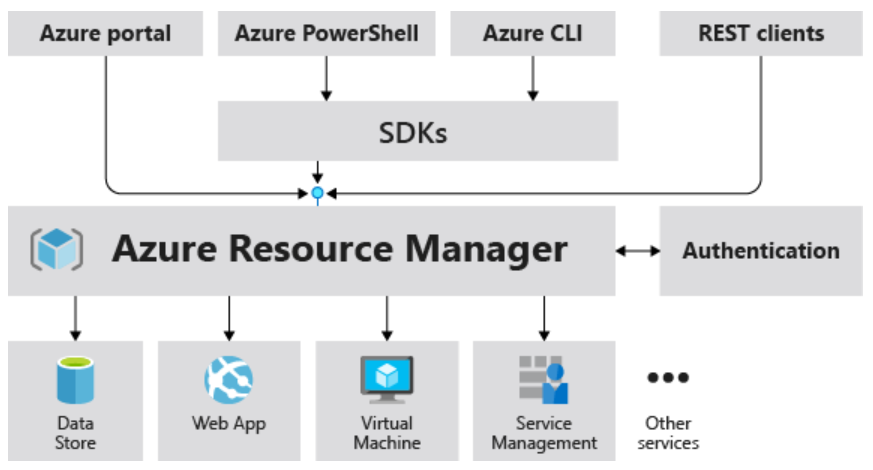 Azure portal
Azure PowerShell
Azure CLI
REST clients
SDKs
Azure Resource Manager
Authentication
Data
Store
Web App
Virtual
Machine
Service
Management
Other
services